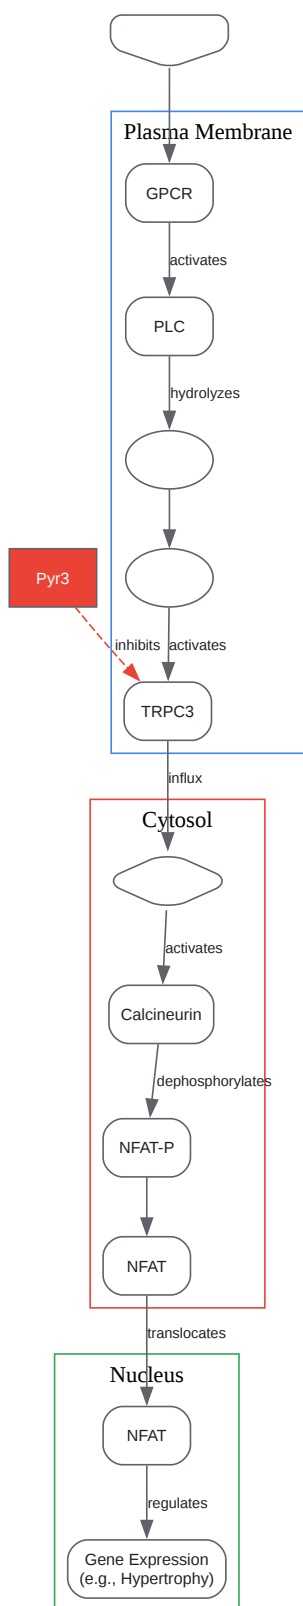 Plasma Membrane
GPCR
activates
PLC
hydrolyzes
Pyr3
inhibits
activates
TRPC3
influx
Cytosol
activates
Calcineurin
dephosphorylates
NFAT-P
NFAT
translocates
Nucleus
NFAT
regulates
Gene Expression
(e.g., Hypertrophy)